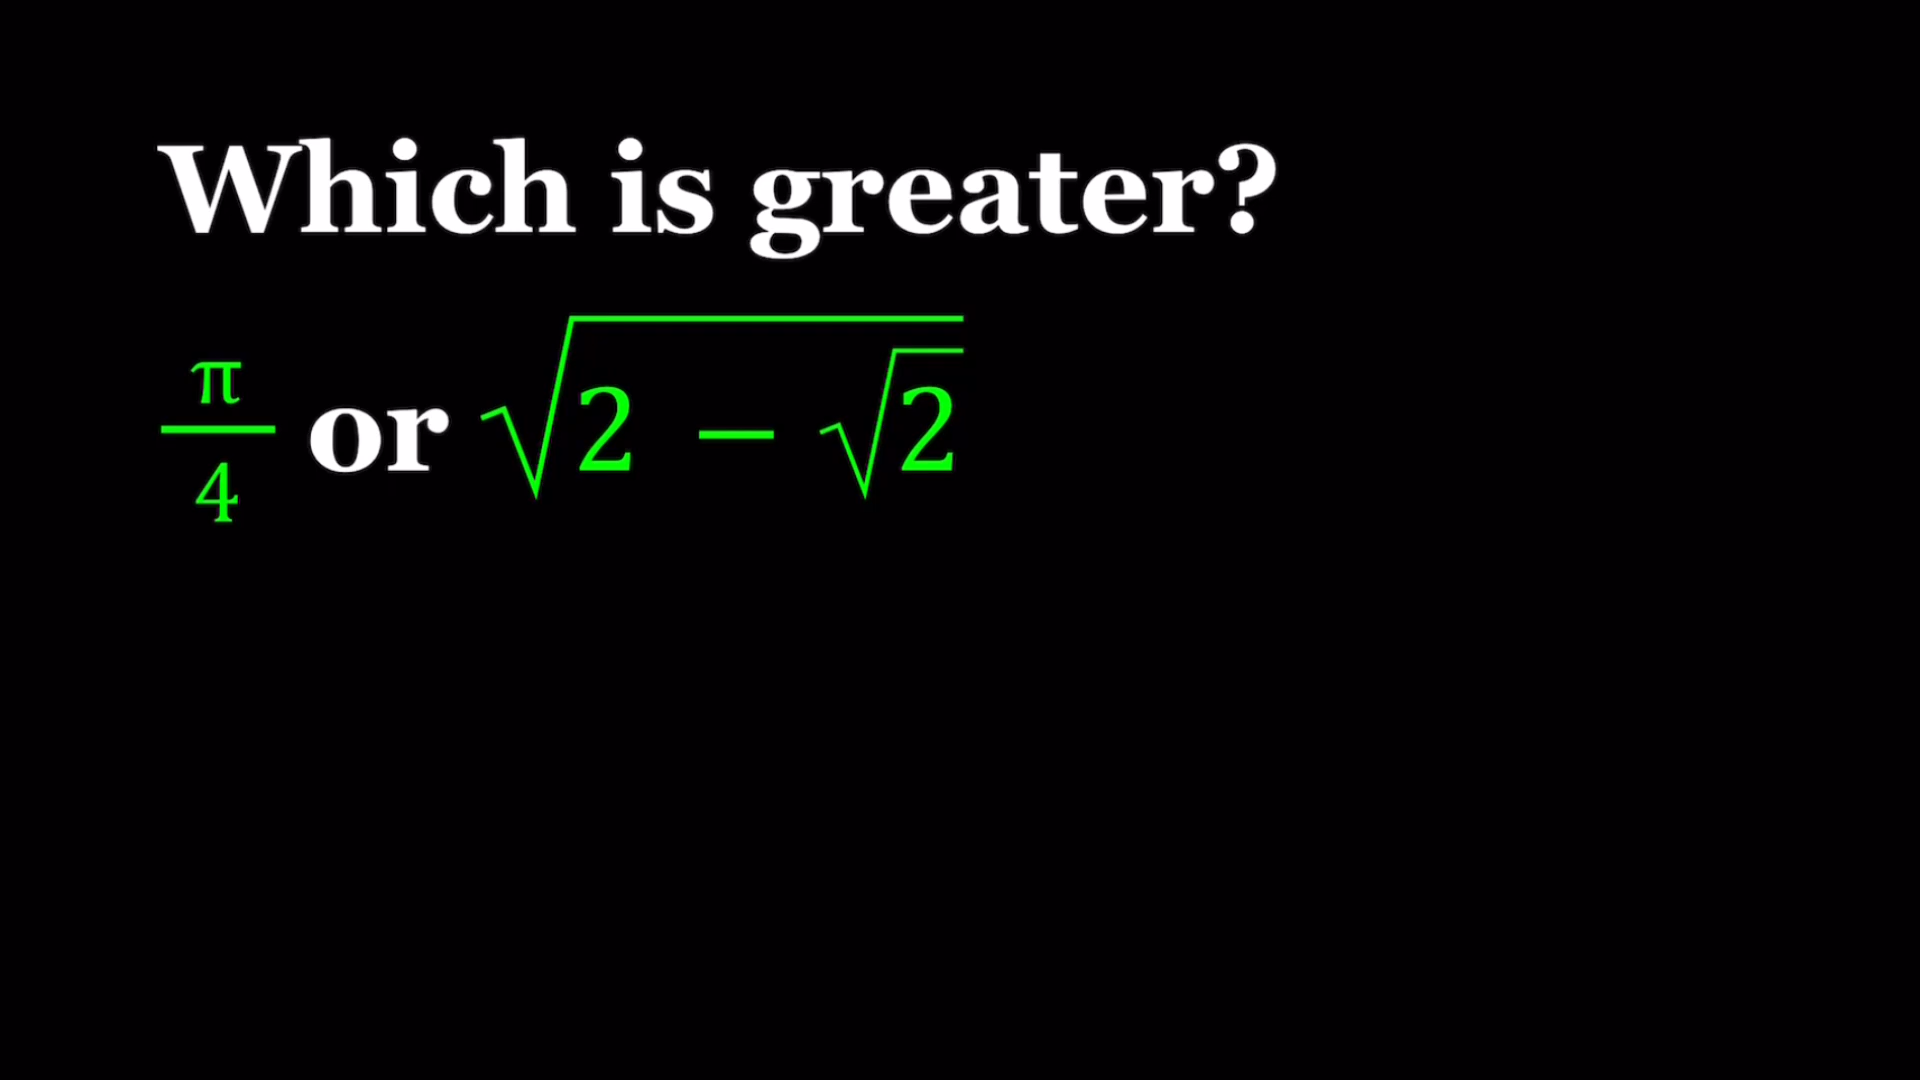 Which is greater?
π/4 or √(2 − √2)